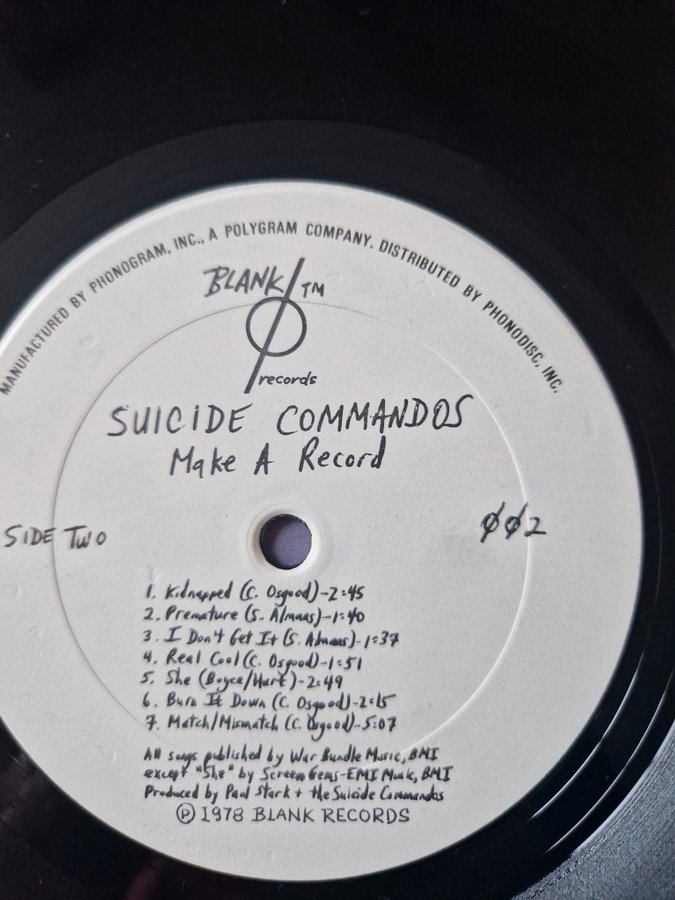 MANUFACTURED BY PHONOGRAM, INC., A POLYGRAM COMPANY. DISTRIBUTED BY PHONODISC, INC.
BLANK TM
records
SUICIDE COMMANDOS
Make A Record
SIDE Two
ØØ2
1. Kidnapped (C. Osgood)-2:45
2. Premature (S. Almaas)-1:40
3. I Don't Get It (S. Almaas)-1:37
4. Real Cool (C. Osgood)-1:51
5. She (Boyce/Hart)-2:49
6. Burn It Down (C. Osgood)-2:15
7. Match/Mismatch (C. Osgood)-5:07
All songs published by War Bundle Music, BMI
except "She" by Screen Gems-EMI Music, BMI
Produced by Paul Stark + the Suicide Commandos
Ⓟ 1978 BLANK RECORDS